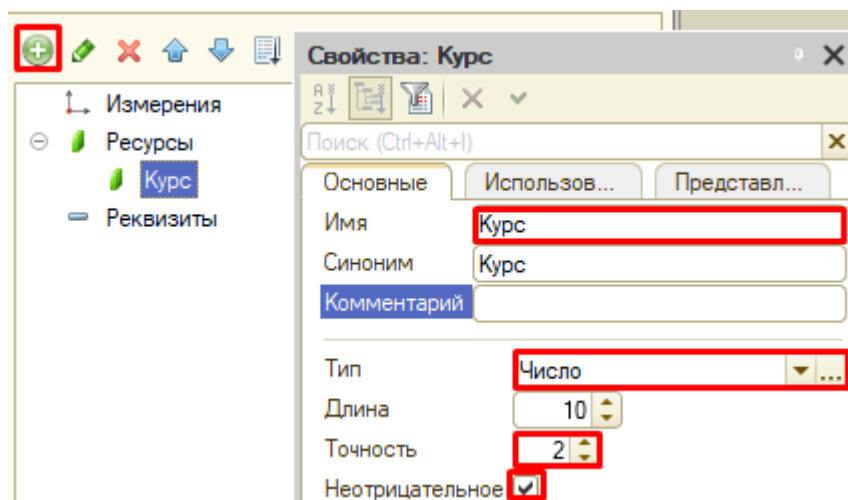 Свойства: Курс
Поиск (Ctrl+Alt+I)
Измерения
Ресурсы
Курс
Реквизиты
Основные Использов... Представл...
Имя Курс
Синоним Курс
Комментарий
Тип Число ...
Длина 10
Точность 2
Неотрицательное